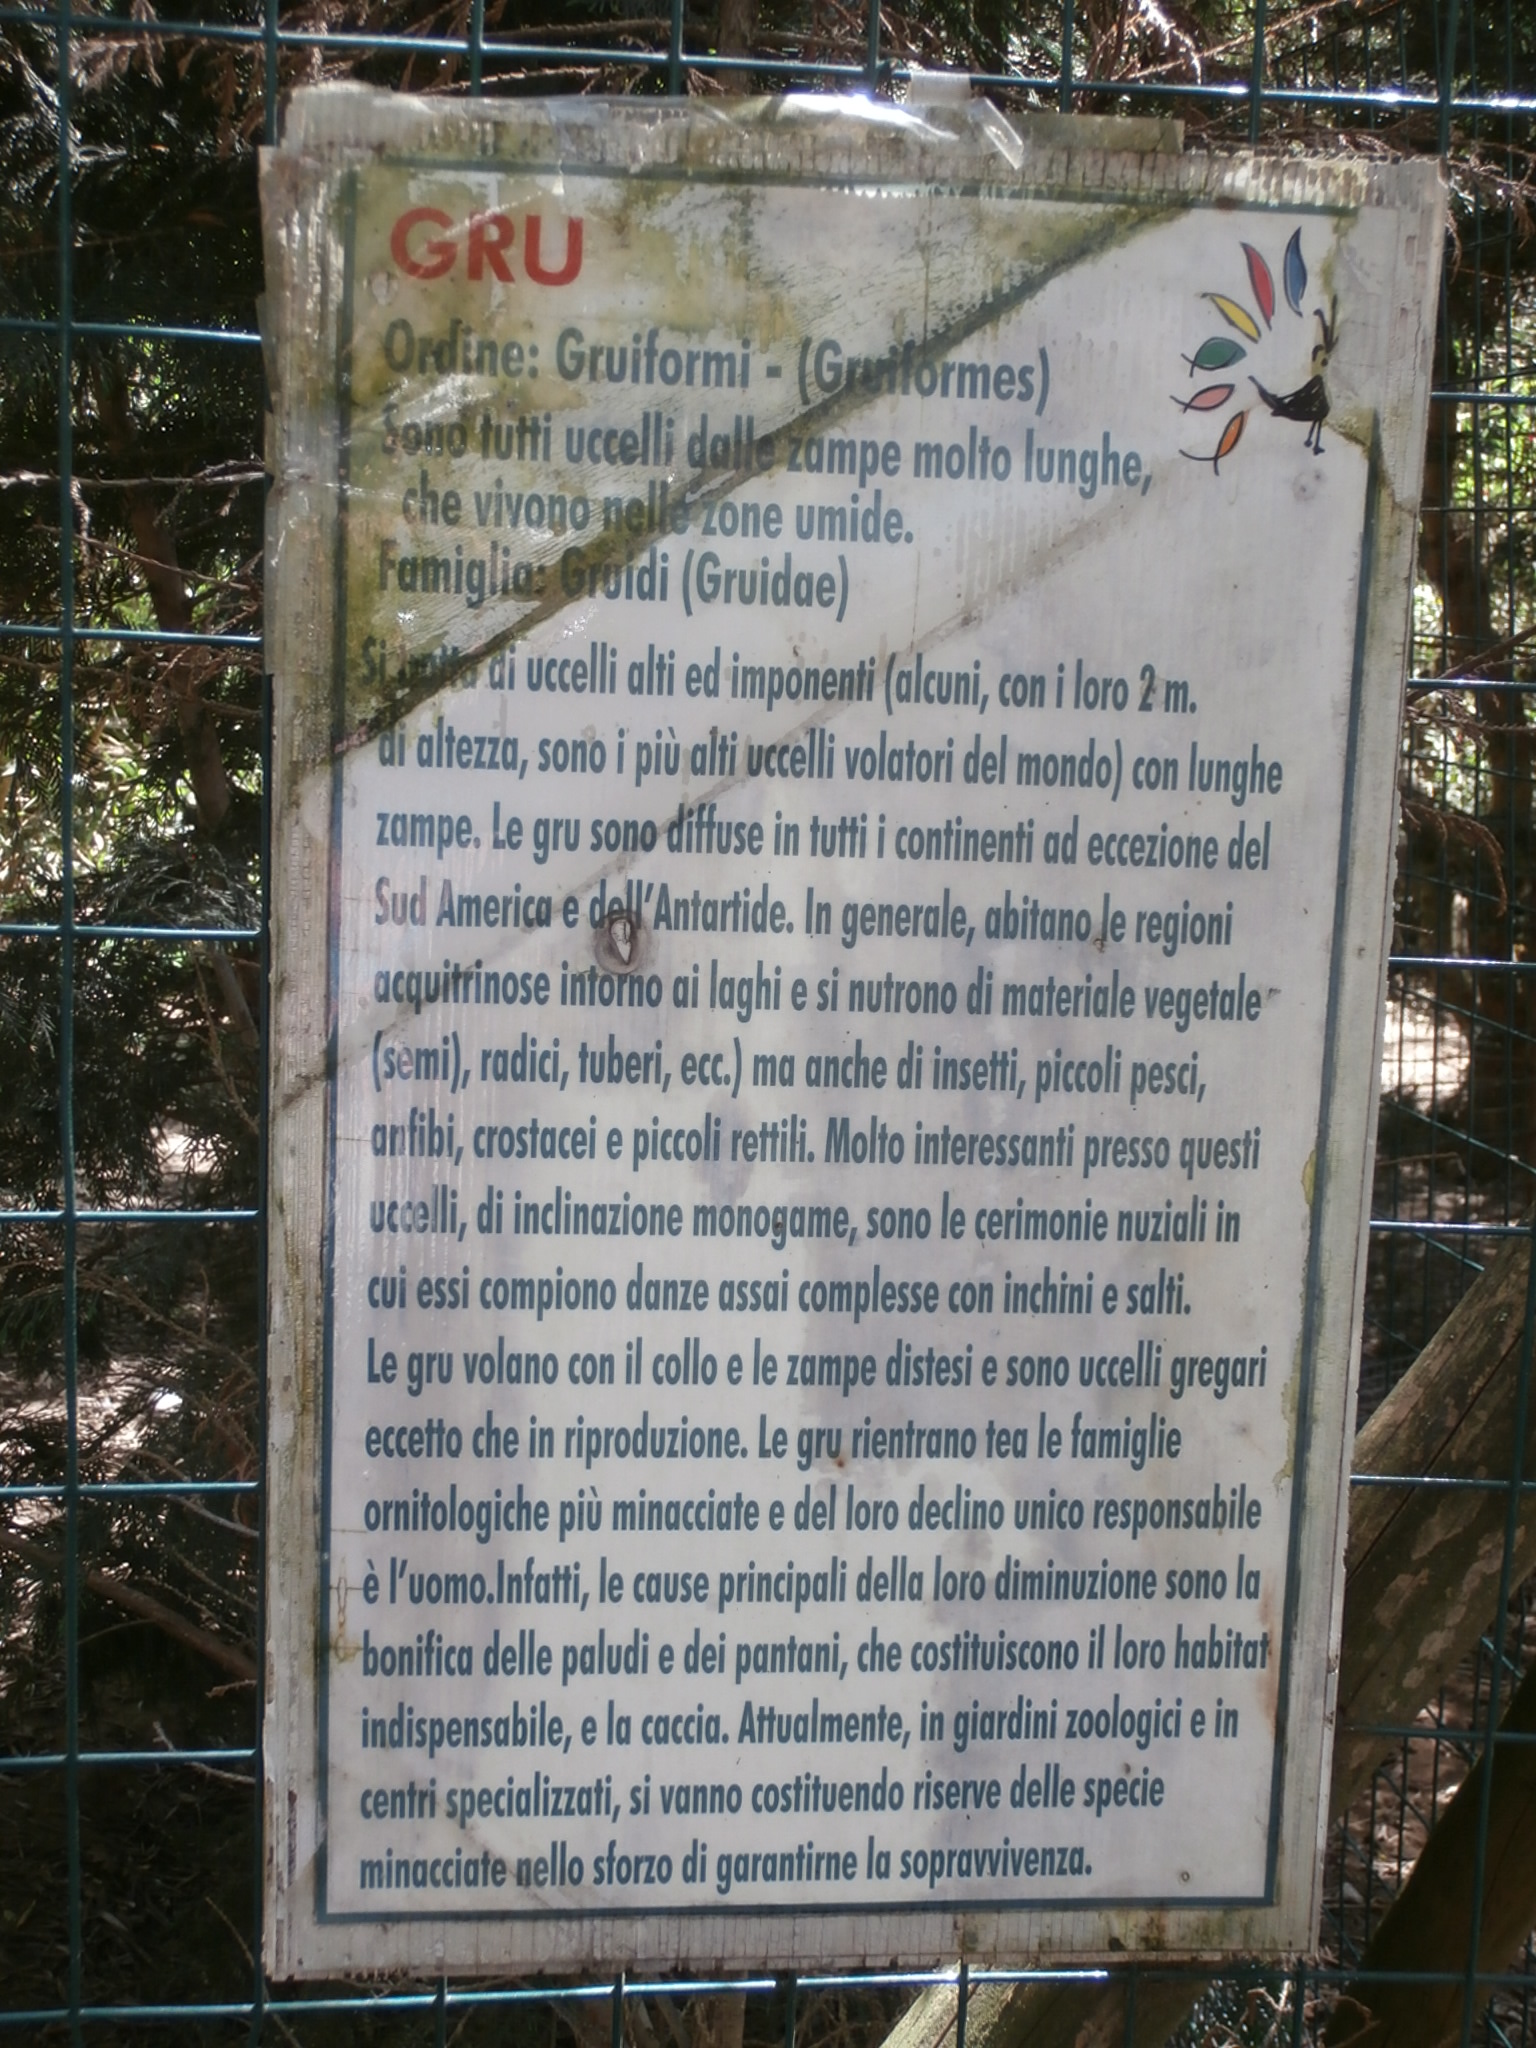 GRU
Ordine: Gruiformi - (Gruiformes)
Sono tutti uccelli dalle zampe molto lunghe,
che vivono nelle zone umide.
Famiglia: Gruidi (Gruidae)
Si tratta di uccelli alti ed imponenti (alcuni, con i loro 2 m.
di altezza, sono i più alti uccelli volatori del mondo) con lunghe
zampe. Le gru sono diffuse in tutti i continenti ad eccezione del
Sud America e dell'Antartide. In generale, abitano le regioni
acquitrinose intorno ai laghi e si nutrono di materiale vegetale
(semi), radici, tuberi, ecc.) ma anche di insetti, piccoli pesci,
anfibi, crostacei e piccoli rettili. Molto interessanti presso questi
uccelli, di inclinazione monogame, sono le cerimonie nuziali in
cui essi compiono danze assai complesse con inchini e salti.
Le gru volano con il collo e le zampe distesi e sono uccelli gregari
eccetto che in riproduzione. Le gru rientrano tea le famiglie
ornitologiche più minacciate e del loro declino unico responsabile
è l'uomo.Infatti, le cause principali della loro diminuzione sono la
bonifica delle paludi e dei pantani, che costituiscono il loro habitat
indispensabile, e la caccia. Attualmente, in giardini zoologici e in
centri specializzati, si vanno costituendo riserve delle specie
minacciate nello sforzo di garantirne la sopravvivenza.